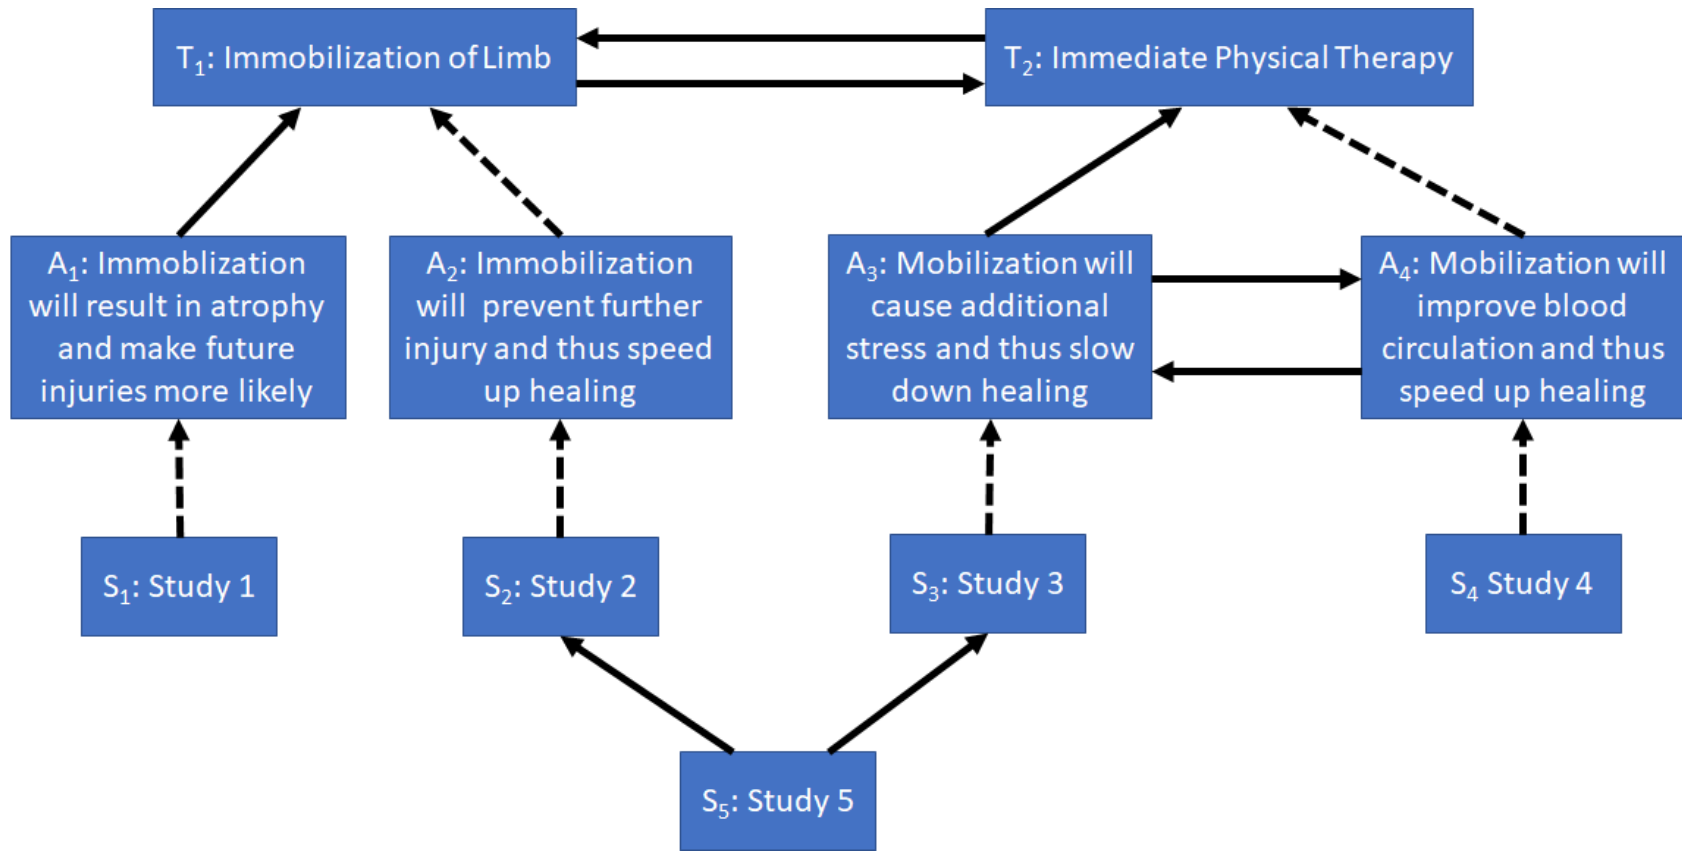 T₁: Immobilization of Limb
T₂: Immediate Physical Therapy
A₁: Immoblization
will result in atrophy
and make future
injuries more likely
A₂: Immobilization
will prevent further
injury and thus speed
up healing
A₃: Mobilization will
cause additional
stress and thus slow
down healing
A₄: Mobilization will
improve blood
circulation and thus
speed up healing
S₁: Study 1
S₂: Study 2
S₃: Study 3
S₄ Study 4
S₅: Study 5